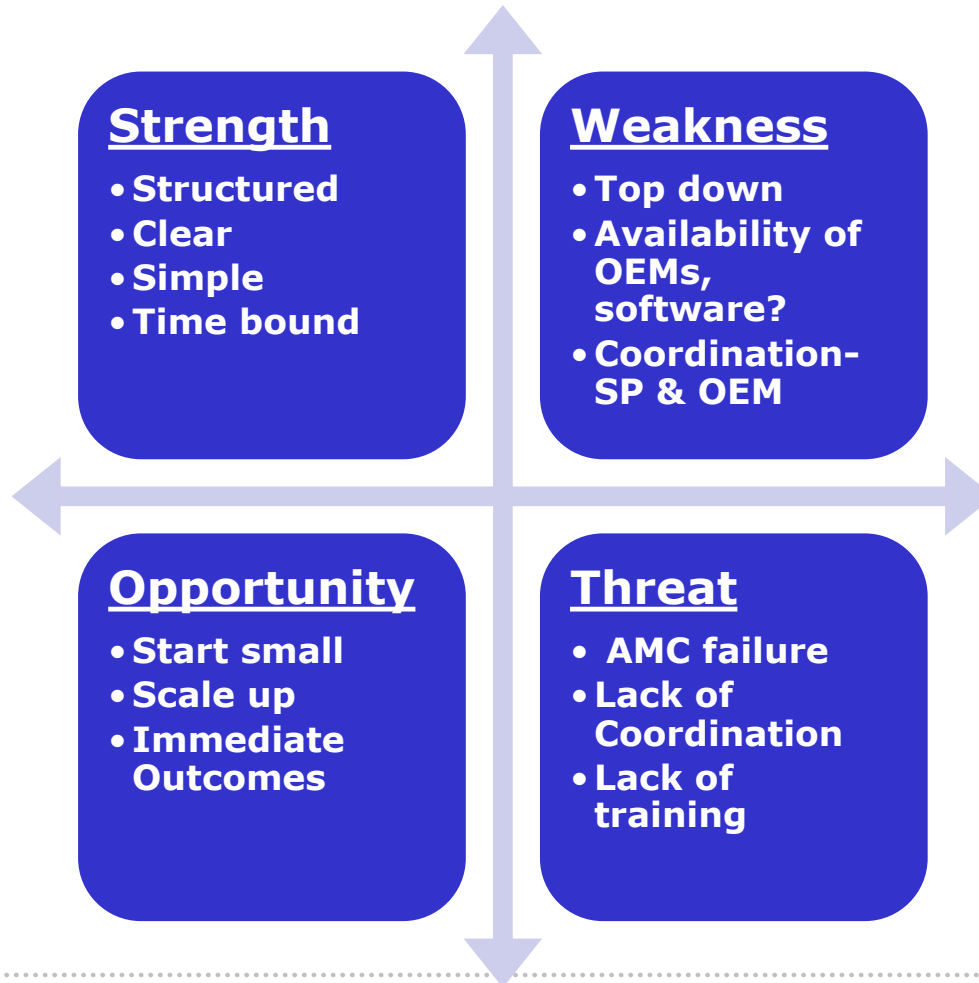 Strength
• Structured
• Clear
• Simple
• Time bound
Weakness
• Top down
• Availability of
OEMs,
software?
• Coordination-
SP & OEM
Opportunity
• Start small
• Scale up
• Immediate
Outcomes
Threat
• AMC failure
• Lack of
Coordination
• Lack of
training